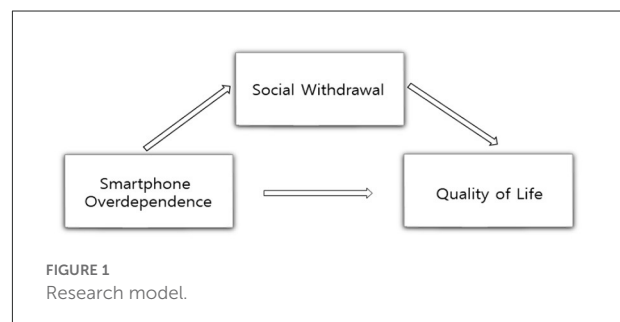 Social Withdrawal
Smartphone
Overdependence
Quality of Life
FIGURE 1
Research model.